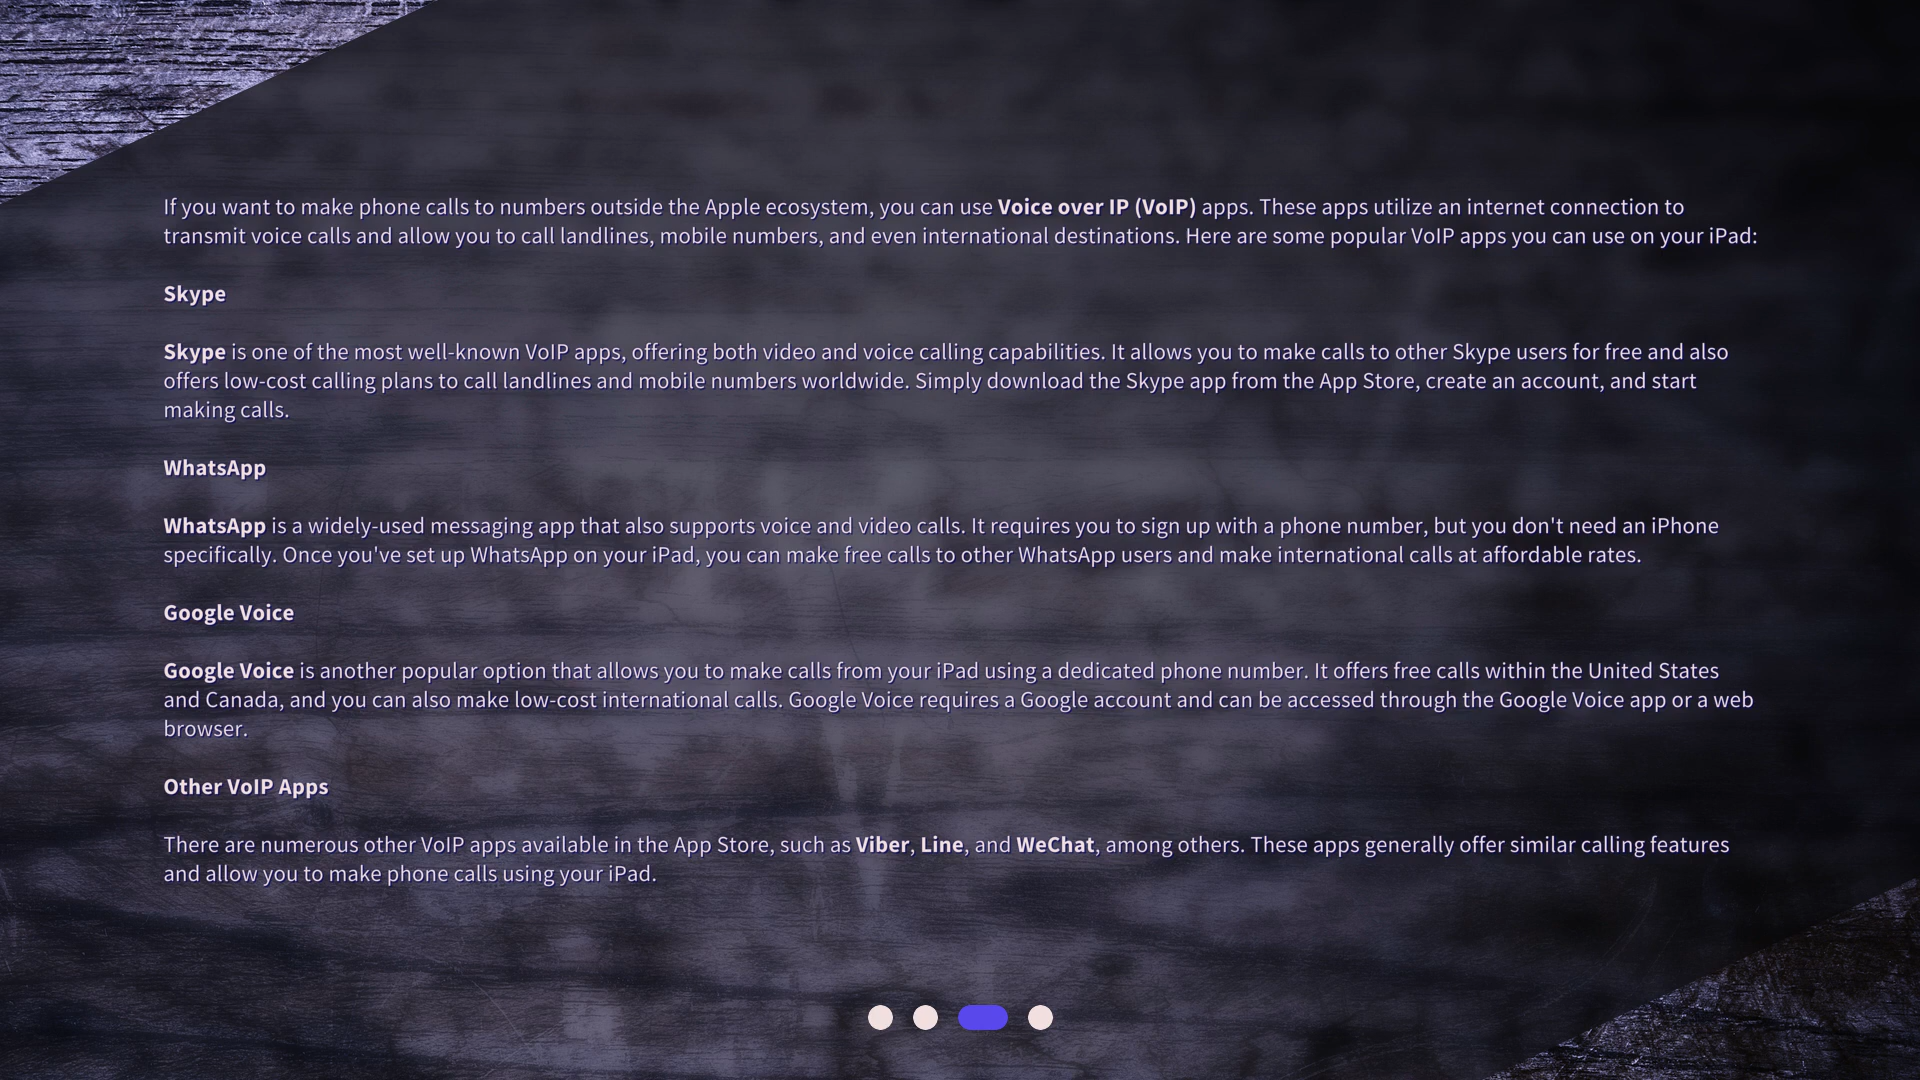 If you want to make phone calls to numbers outside the Apple ecosystem, you can use Voice over IP (VoIP) apps. These apps utilize an internet connection to
transmit voice calls and allow you to call landlines, mobile numbers, and even international destinations. Here are some popular VoIP apps you can use on your iPad:
Skype
Skype is one of the most well-known VoIP apps, offering both video and voice calling capabilities. It allows you to make calls to other Skype users for free and also
offers low-cost calling plans to call landlines and mobile numbers worldwide. Simply download the Skype app from the App Store, create an account, and start
making calls.
WhatsApp
WhatsApp is a widely-used messaging app that also supports voice and video calls. It requires you to sign up with a phone number, but you don't need an iPhone
specifically. Once you've set up WhatsApp on your iPad, you can make free calls to other WhatsApp users and make international calls at affordable rates.
Google Voice
Google Voice is another popular option that allows you to make calls from your iPad using a dedicated phone number. It offers free calls within the United States
and Canada, and you can also make low-cost international calls. Google Voice requires a Google account and can be accessed through the Google Voice app or a web
browser.
Other VoIP Apps
There are numerous other VoIP apps available in the App Store, such as Viber, Line, and WeChat, among others. These apps generally offer similar calling features
and allow you to make phone calls using your iPad.